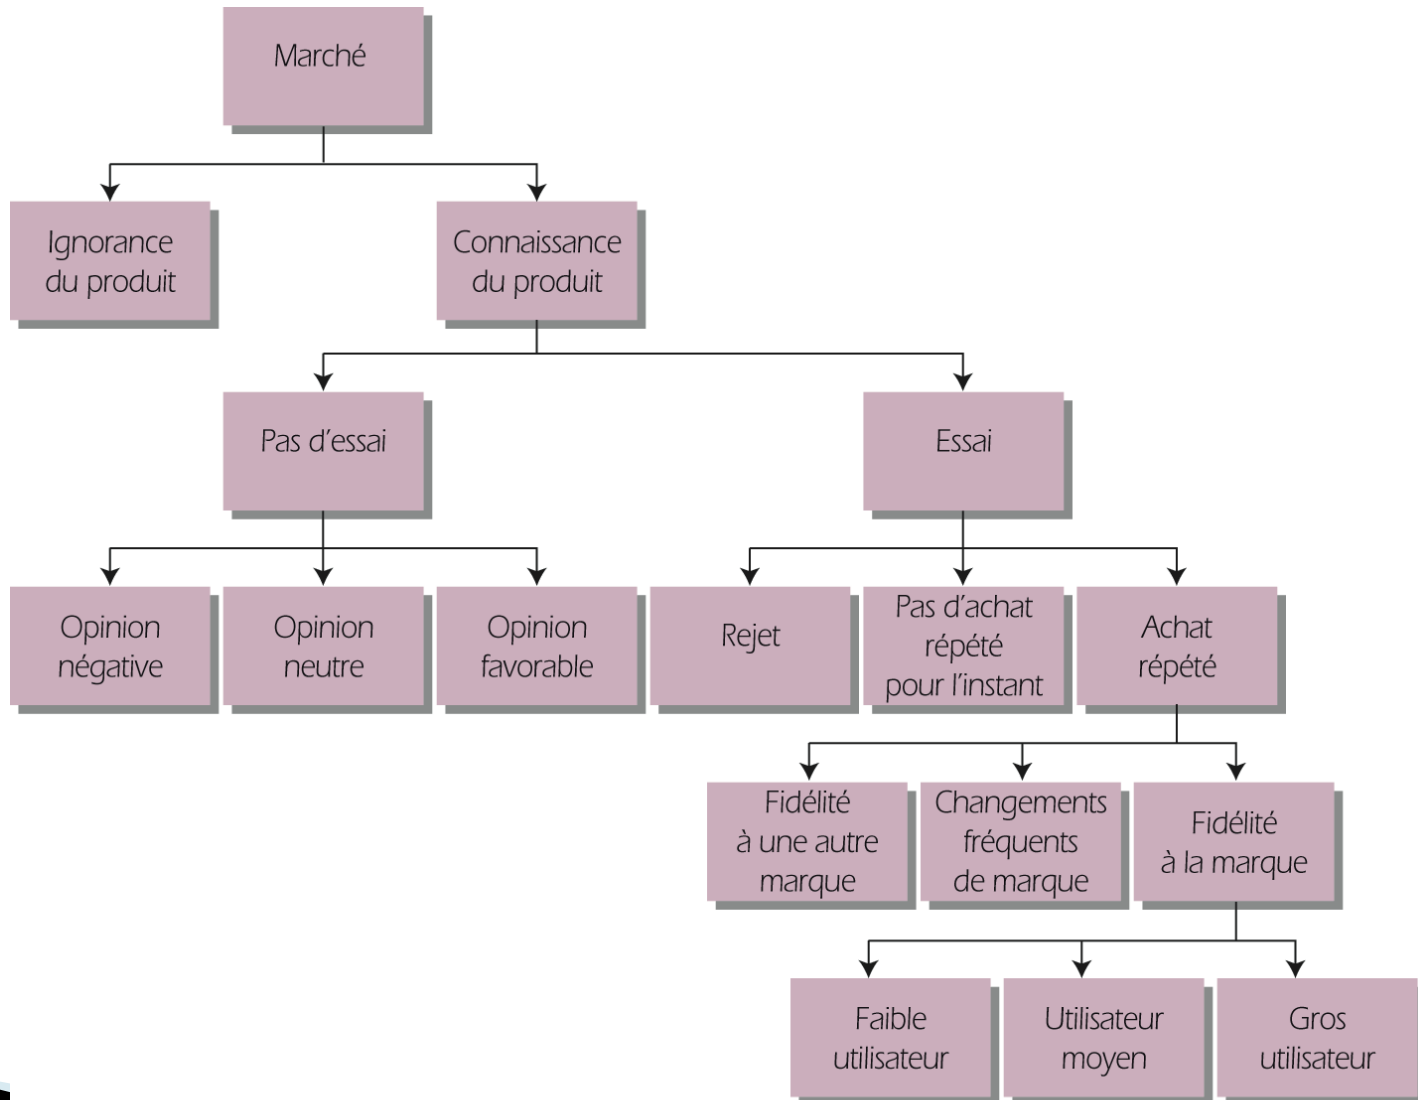 Marché
Ignorance
du produit
Connaissance
du produit
Pas d'essai
Essai
Opinion
négative
Opinion
neutre
Opinion
favorable
Rejet
Pas d'achat
répété
pour l'instant
Achat
répété
Fidélité
à une autre
marque
Changements
fréquents
de marque
Fidélité
à la marque
Faible
utilisateur
Utilisateur
moyen
Gros
utilisateur